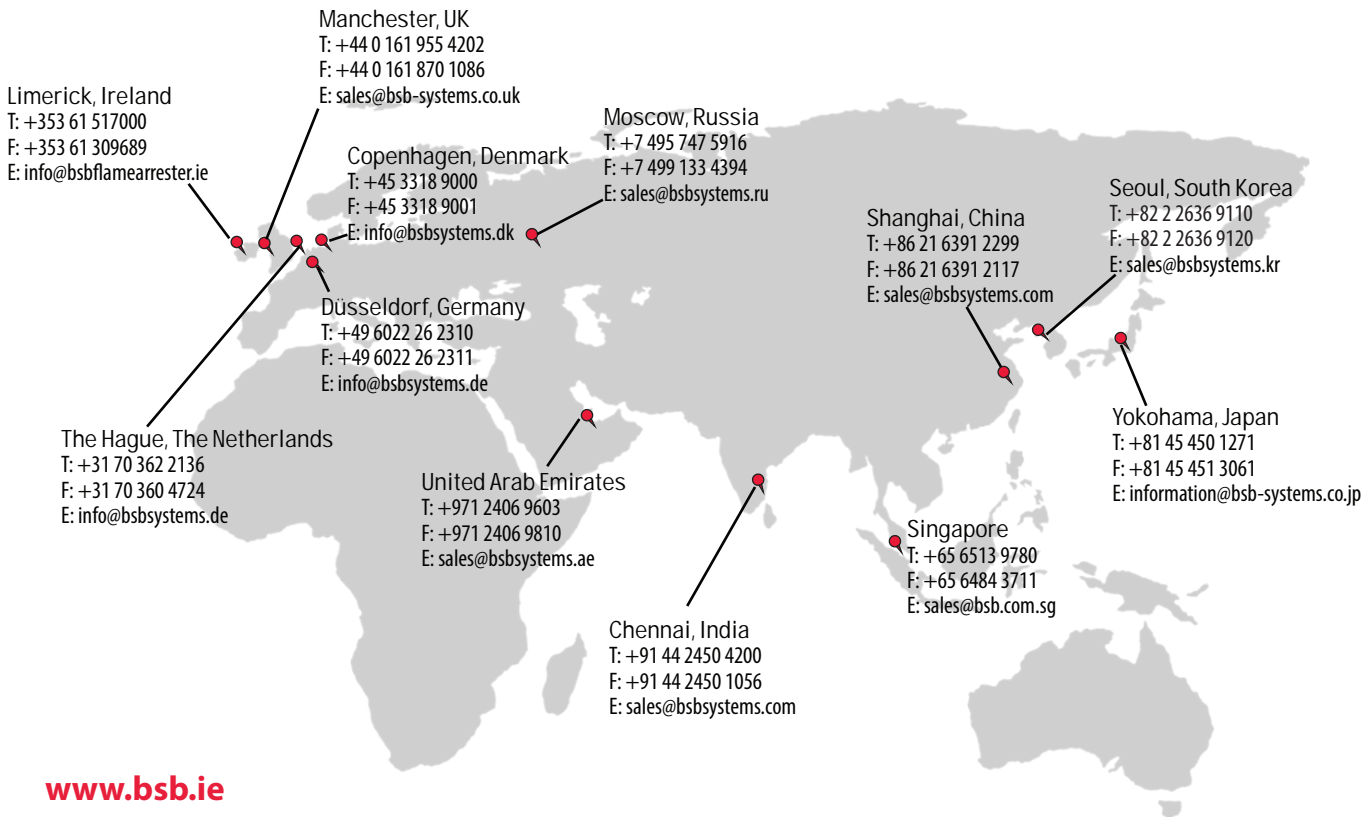 Manchester, UK
T: +44 0 161 955 4202
F: +44 0 161 870 1086
E: sales@bsb-systems.co.uk
Limerick, Ireland
T: +353 61 517000
F: +353 61 309689
E: info@bsbflamearrester.ie
Copenhagen, Denmark
T: +45 3318 9000
F: +45 3318 9001
E: info@bsbsystems.dk
Moscow, Russia
T: +7 495 747 5916
F: +7 499 133 4394
E: sales@bsbsystems.ru
Seoul, South Korea
T: +82 2 2636 9110
F: +82 2 2636 9120
E: sales@bsbsystems.kr
Shanghai, China
T: +86 21 6391 2299
F: +86 21 6391 2117
E: sales@bsbsystems.com
Düsseldorf, Germany
T: +49 6022 26 2310
F: +49 6022 26 2311
E: info@bsbsystems.de
The Hague, The Netherlands
T: +31 70 362 2136
F: +31 70 360 4724
E: info@bsbsystems.de
United Arab Emirates
T: +971 2406 9603
F: +971 2406 9810
E: sales@bsbsystems.ae
Yokohama, Japan
T: +81 45 450 1271
F: +81 45 451 3061
E: information@bsb-systems.co.jp
Singapore
T: +65 6513 9780
F: +65 6484 3711
E: sales@bsb.com.sg
Chennai, India
T: +91 44 2450 4200
F: +91 44 2450 1056
E: sales@bsbsystems.com
www.bsb.ie